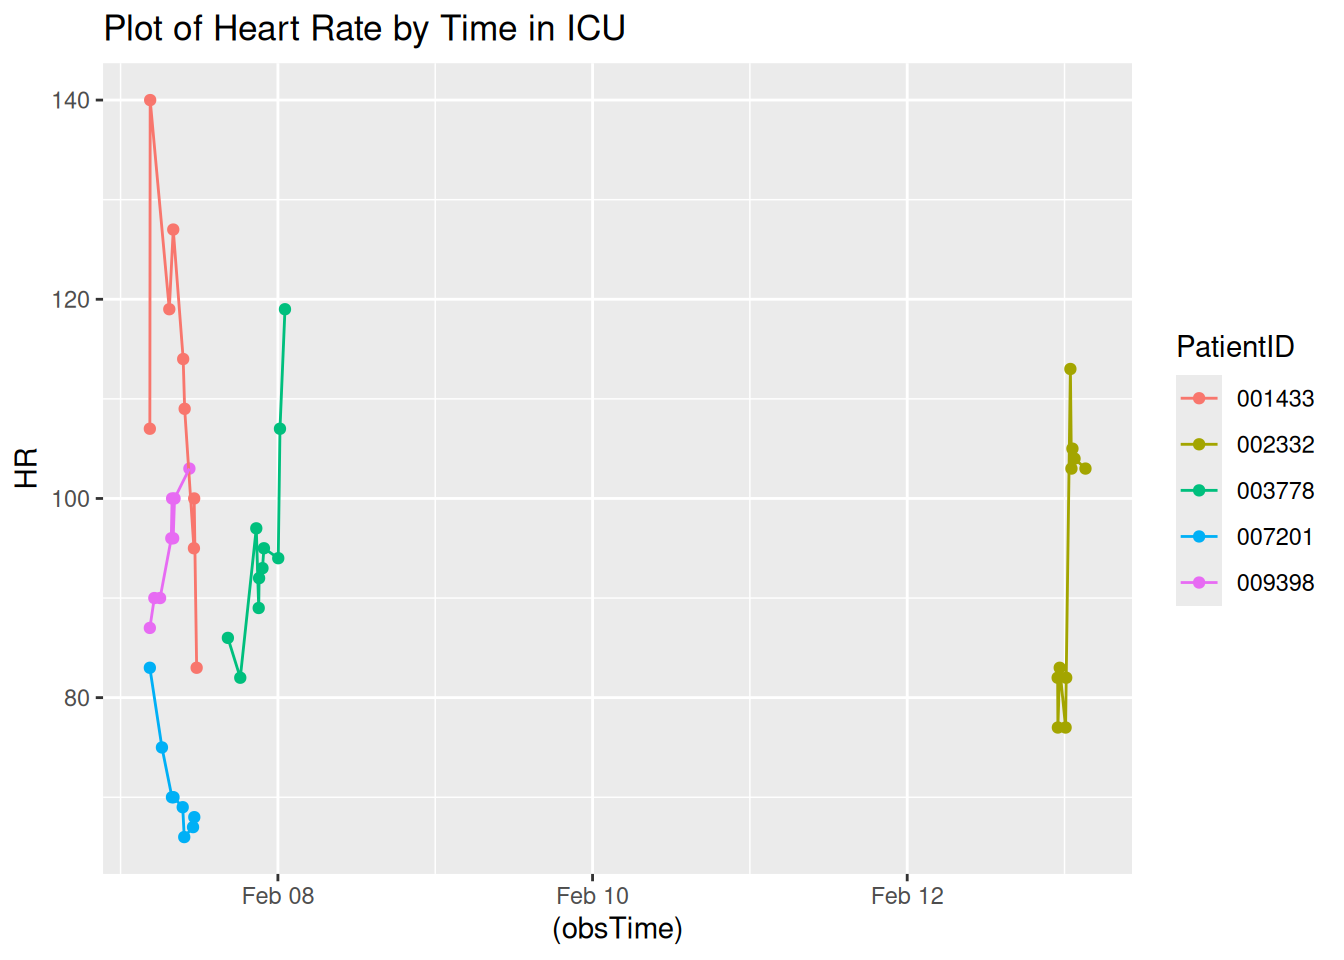 Plot of Heart Rate by Time in ICU
140
120
100
80
HR
Feb 08
Feb 10
Feb 12
(obsTime)
PatientID
001433
002332
003778
007201
009398